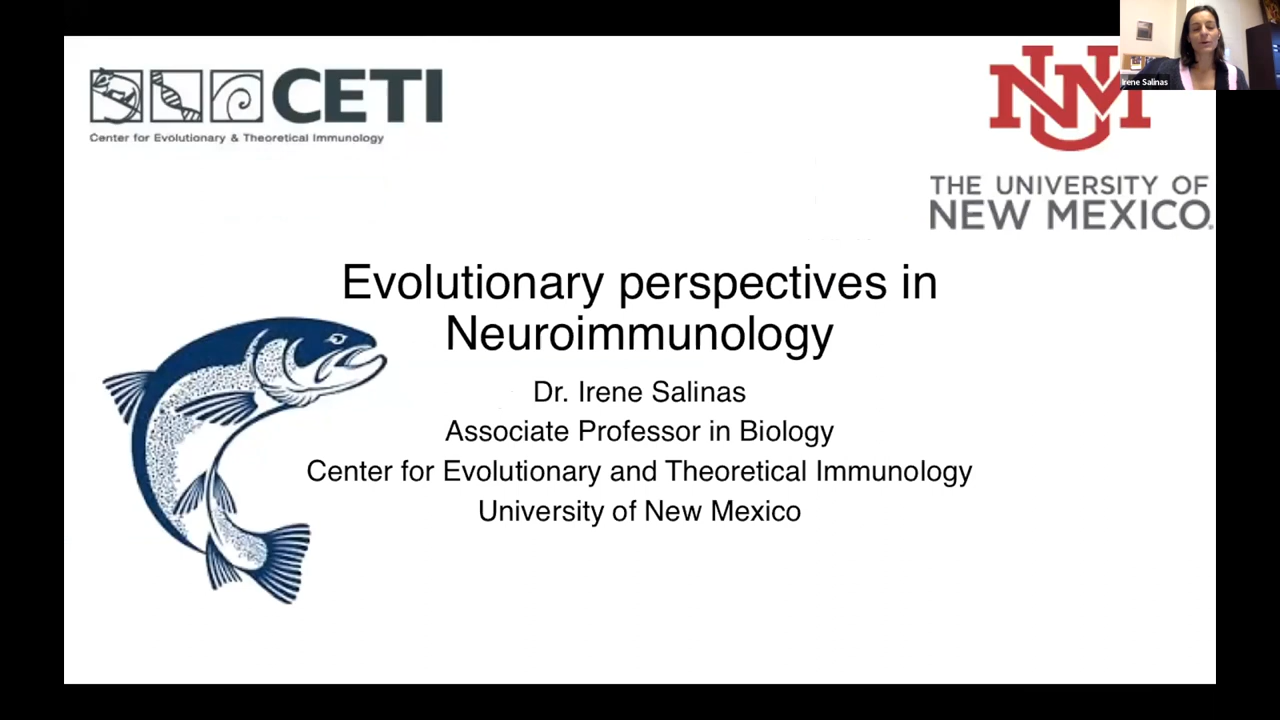 CETI
Center for Evolutionary & Theoretical Immunology
Irene Salinas
UNM
THE UNIVERSITY OF
NEW MEXICO.
Evolutionary perspectives in
Neuroimmunology
Dr. Irene Salinas
Associate Professor in Biology
Center for Evolutionary and Theoretical Immunology
University of New Mexico